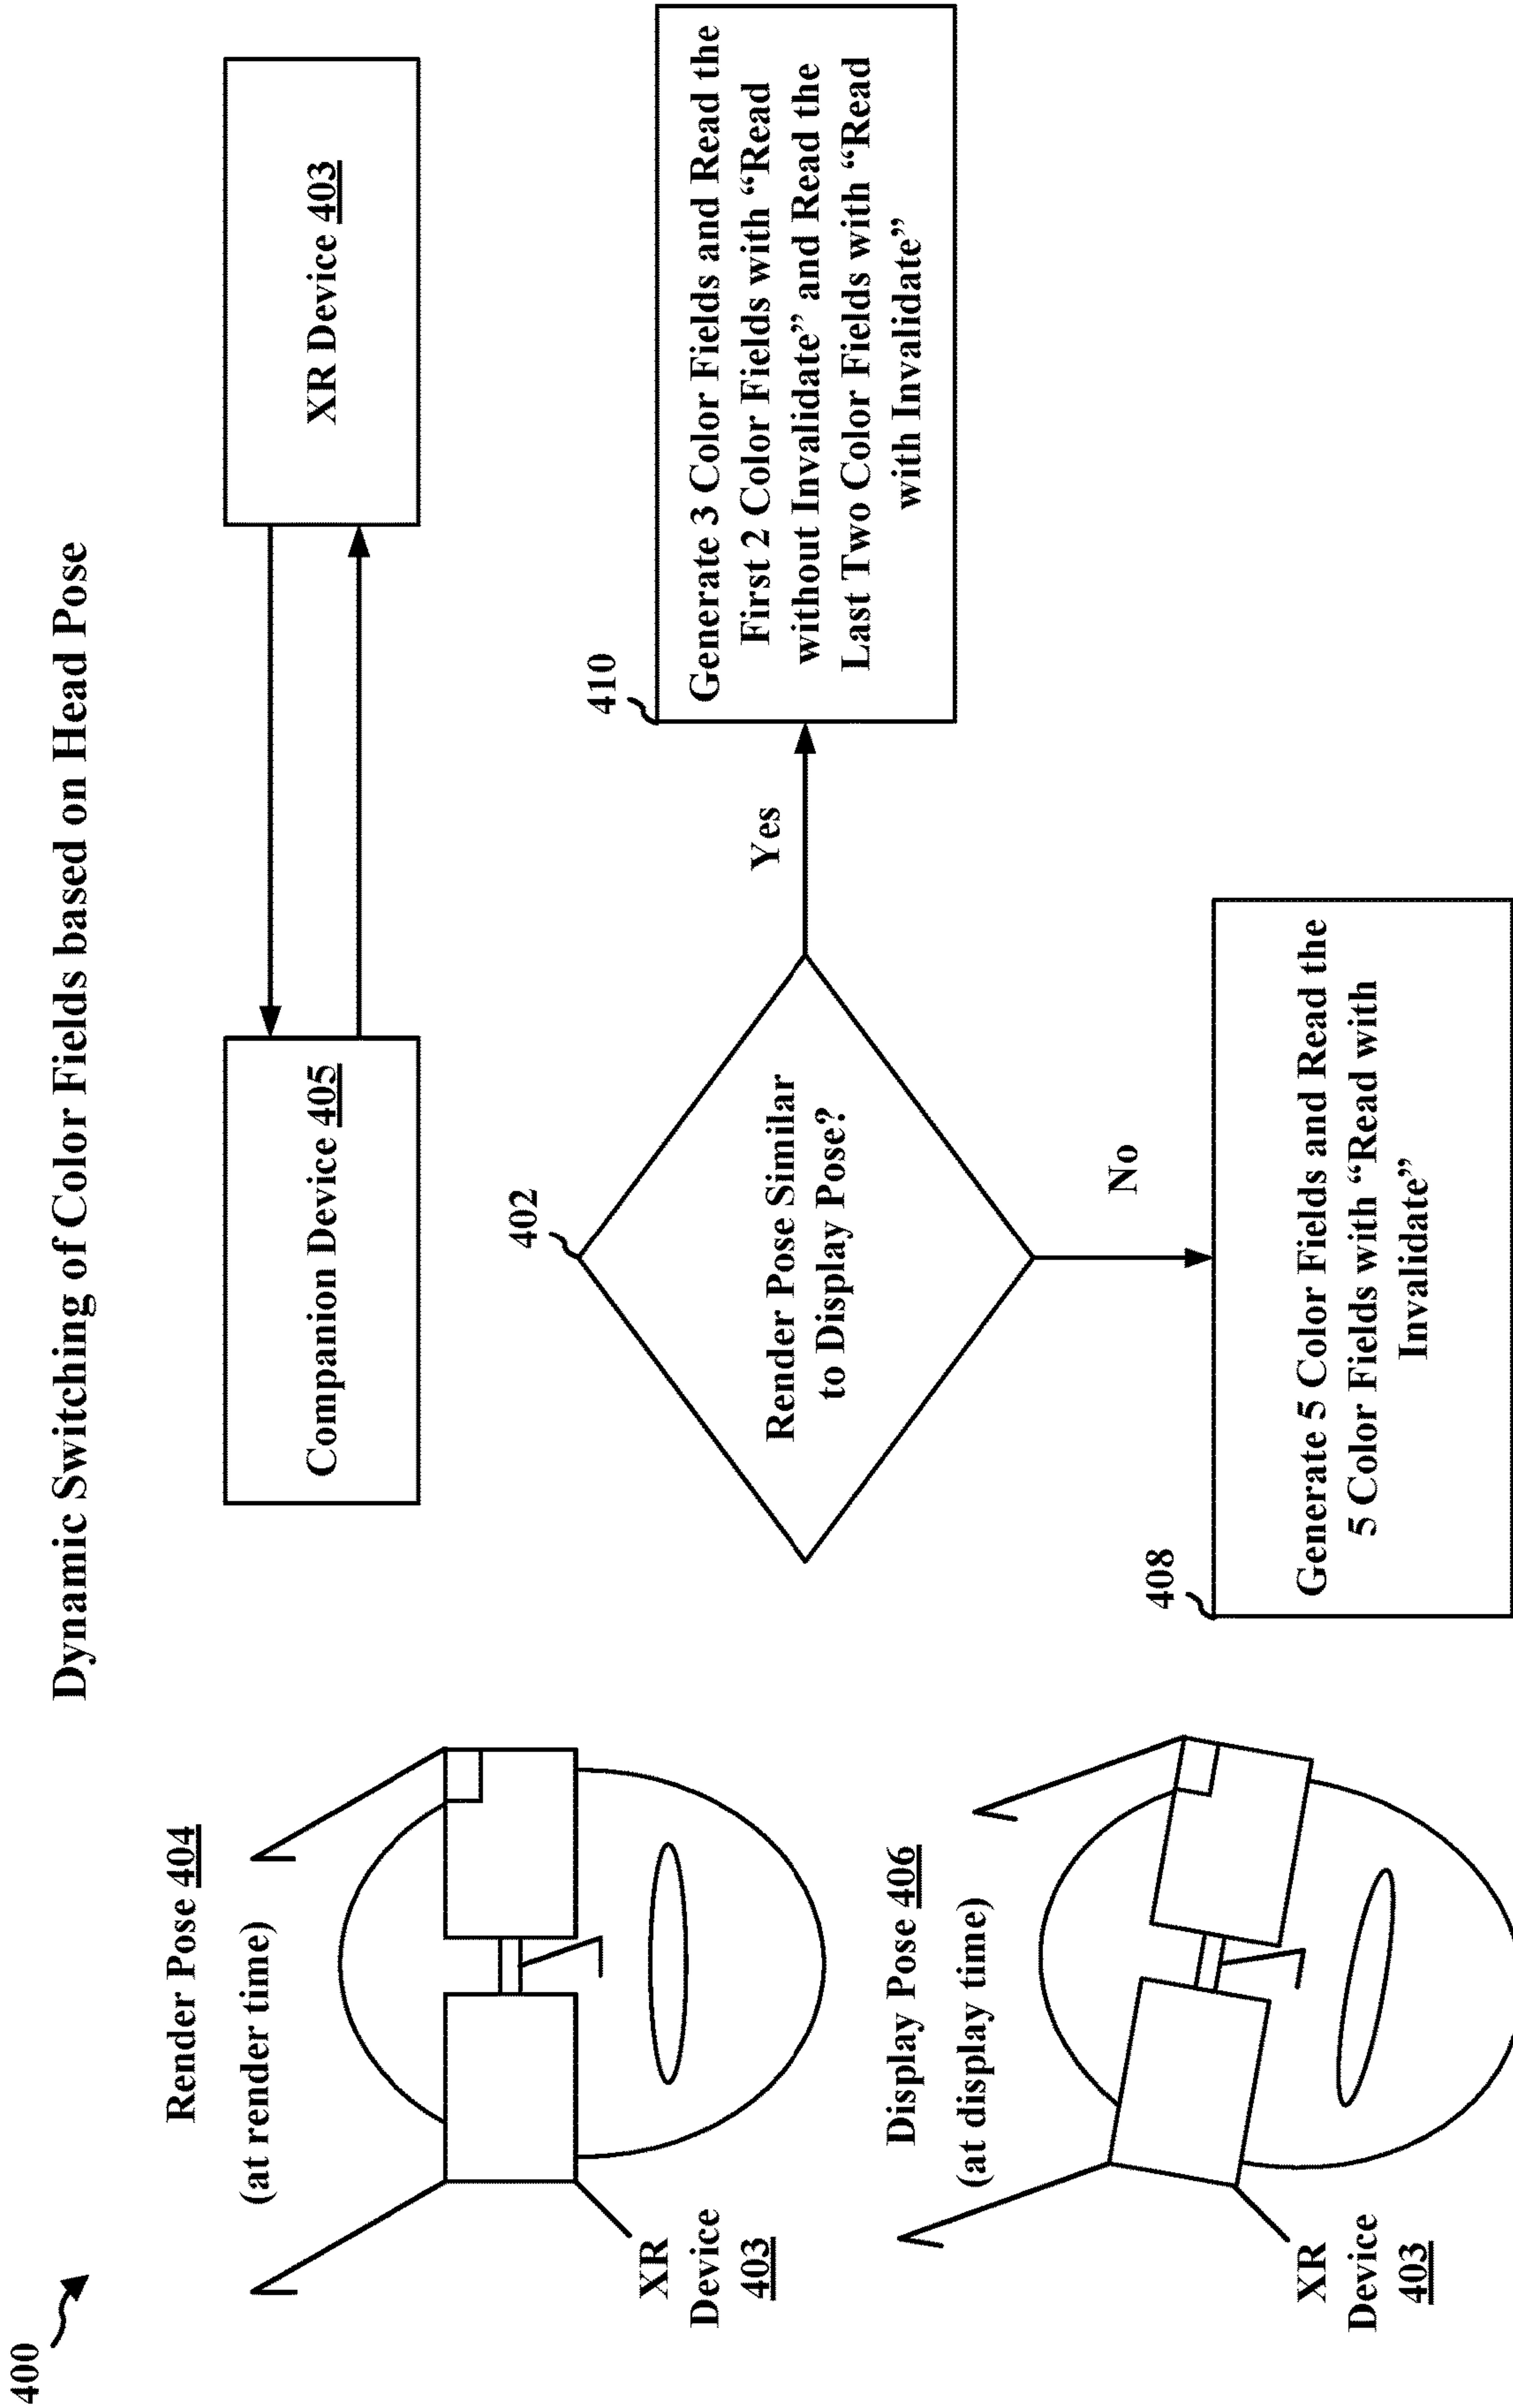 400
Dynamic Switching of Color Fields based on Head Pose
Render Pose 404
(at render time)
XR
Device
403
Display Pose 406
(at display time)
XR
Device
403
Companion Device 405
XR Device 403
402
Render Pose Similar
to Display Pose?
Yes
No
410
Generate 3 Color Fields and Read the
First 2 Color Fields with “Read
without Invalidate” and Read the
Last Two Color Fields with “Read
with Invalidate”
408
Generate 5 Color Fields and Read the
5 Color Fields with “Read with
Invalidate”